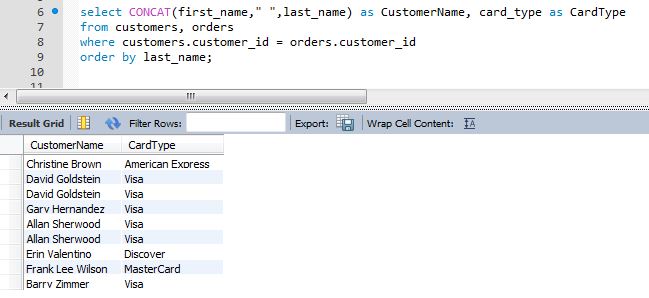 6 select CONCAT(first_name," ",last_name) as CustomerName, card_type as CardType
7 from customers, orders
8 where customers.customer_id = orders.customer_id
9 order by last_name;
10
11
Result Grid Filter Rows: Export: Wrap Cell Content:
CustomerName CardType
Christine Brown American Express
David Goldstein Visa
David Goldstein Visa
Gary Hernandez Visa
Allan Sherwood Visa
Allan Sherwood Visa
Erin Valentino Discover
Frank Lee Wilson MasterCard
Barry Zimmer Visa